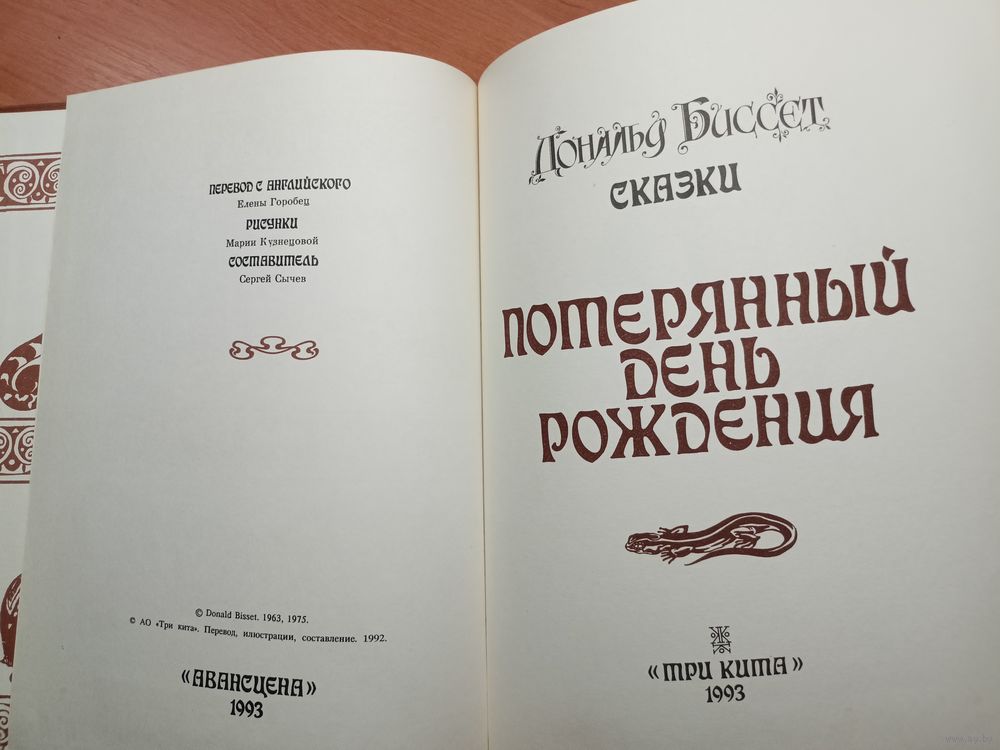 ПЕРЕВОД С АНГЛИЙСКОГО
Елены Горобец
РИСУНКИ
Марии Кузнецовой
СОСТАВИТЕЛЬ
Сергей Сычев
© Donald Bisset. 1963, 1975.
© АО «Три кита». Перевод, илюстрации, составление. 1992.
«АВАНСЦЕНА»
1993
Дональд Биссет
СКАЗКИ
ПОТЕРЯННЫЙ
ДЕНЬ
РОЖДЕНИЯ
«ТРИ КИТА»
1993